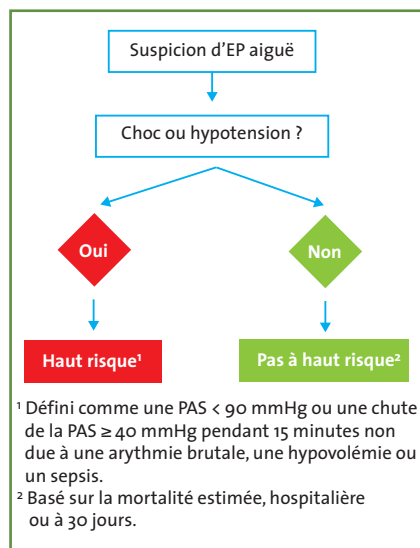 Suspicion d'EP aiguë
Choc ou hypotension ?
Oui
Non
Haut risque¹
Pas à haut risque²
¹ Défini comme une PAS < 90 mmHg ou une chute
de la PAS ≥ 40 mmHg pendant 15 minutes non
due à une arythmie brutale, une hypovolémie ou
un sepsis.
² Basé sur la mortalité estimée, hospitalière
ou à 30 jours.